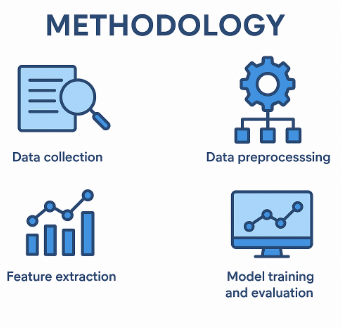 METHODOLOGY
Data collection
Data preprocesssing
Feature extraction
Model training
and evaluation